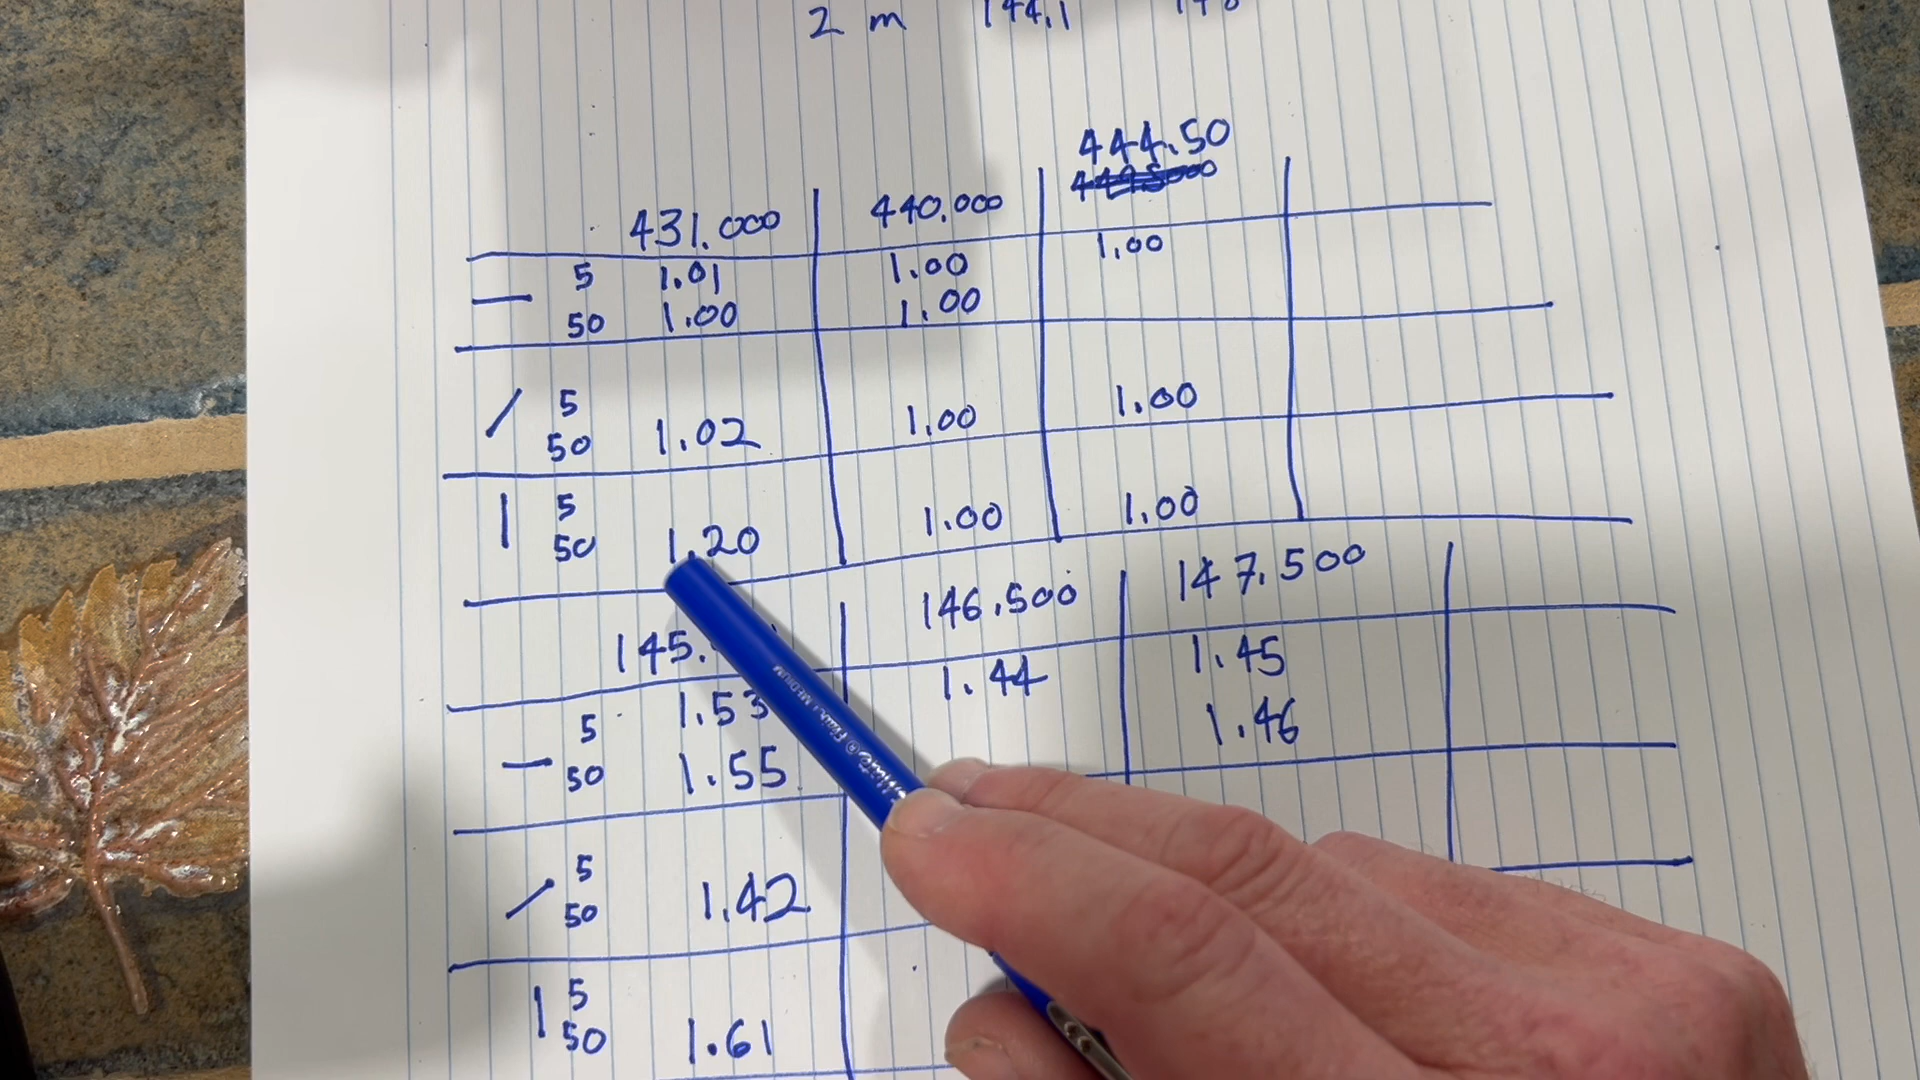 2 m 144.1
444.50
431.000 440.000
5 1.01 1.00 1.00
— 50 1.00 1.00
/ 5
50 1.02 1.00 1.00
| 5
50 1.20 1.00 1.00
145. 146.500 147.500
— 5 1.53 1.44 1.45
50 1.55 1.46
/ 5
50 1.42
| 5
50 1.61
Flair® MEDIUM